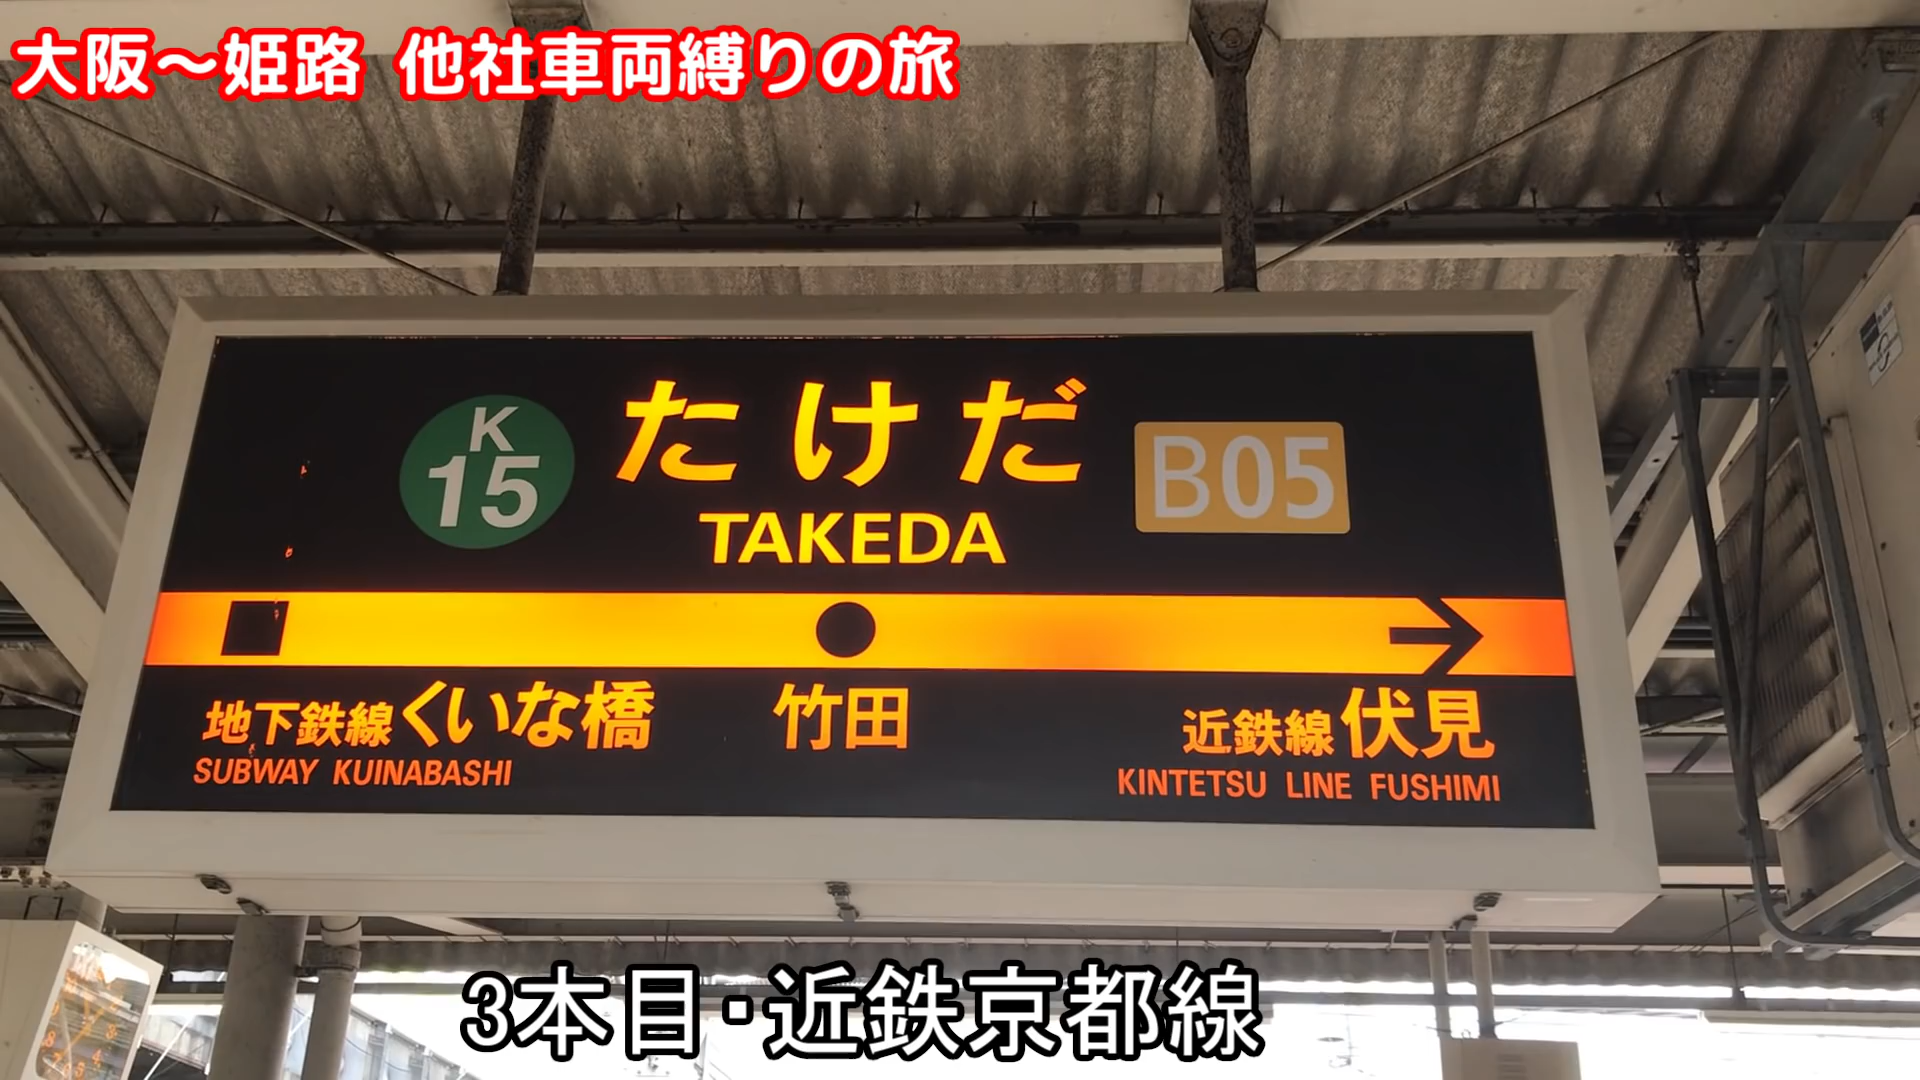 大阪～姫路 他社車両縛りの旅
K
15
たけだ
B05
TAKEDA
地下鉄線くいな橋
竹田
近鉄線伏見
SUBWAY KUINABASHI
KINTETSU LINE FUSHIMI
3本目・近鉄京都線